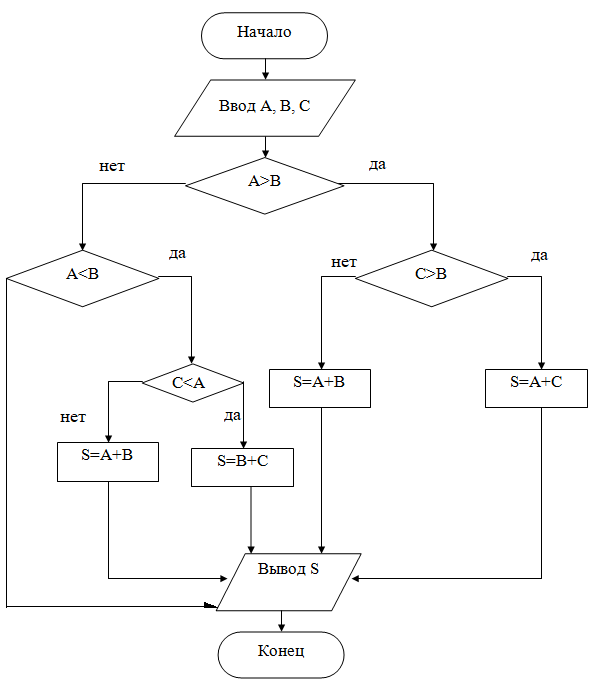 Начало
Ввод A, B, C
нет
да
A>B
да
да
A<B
нет
C>B
C<A
S=A+B
S=A+C
нет
да
S=A+B
S=B+C
Вывод S
Конец